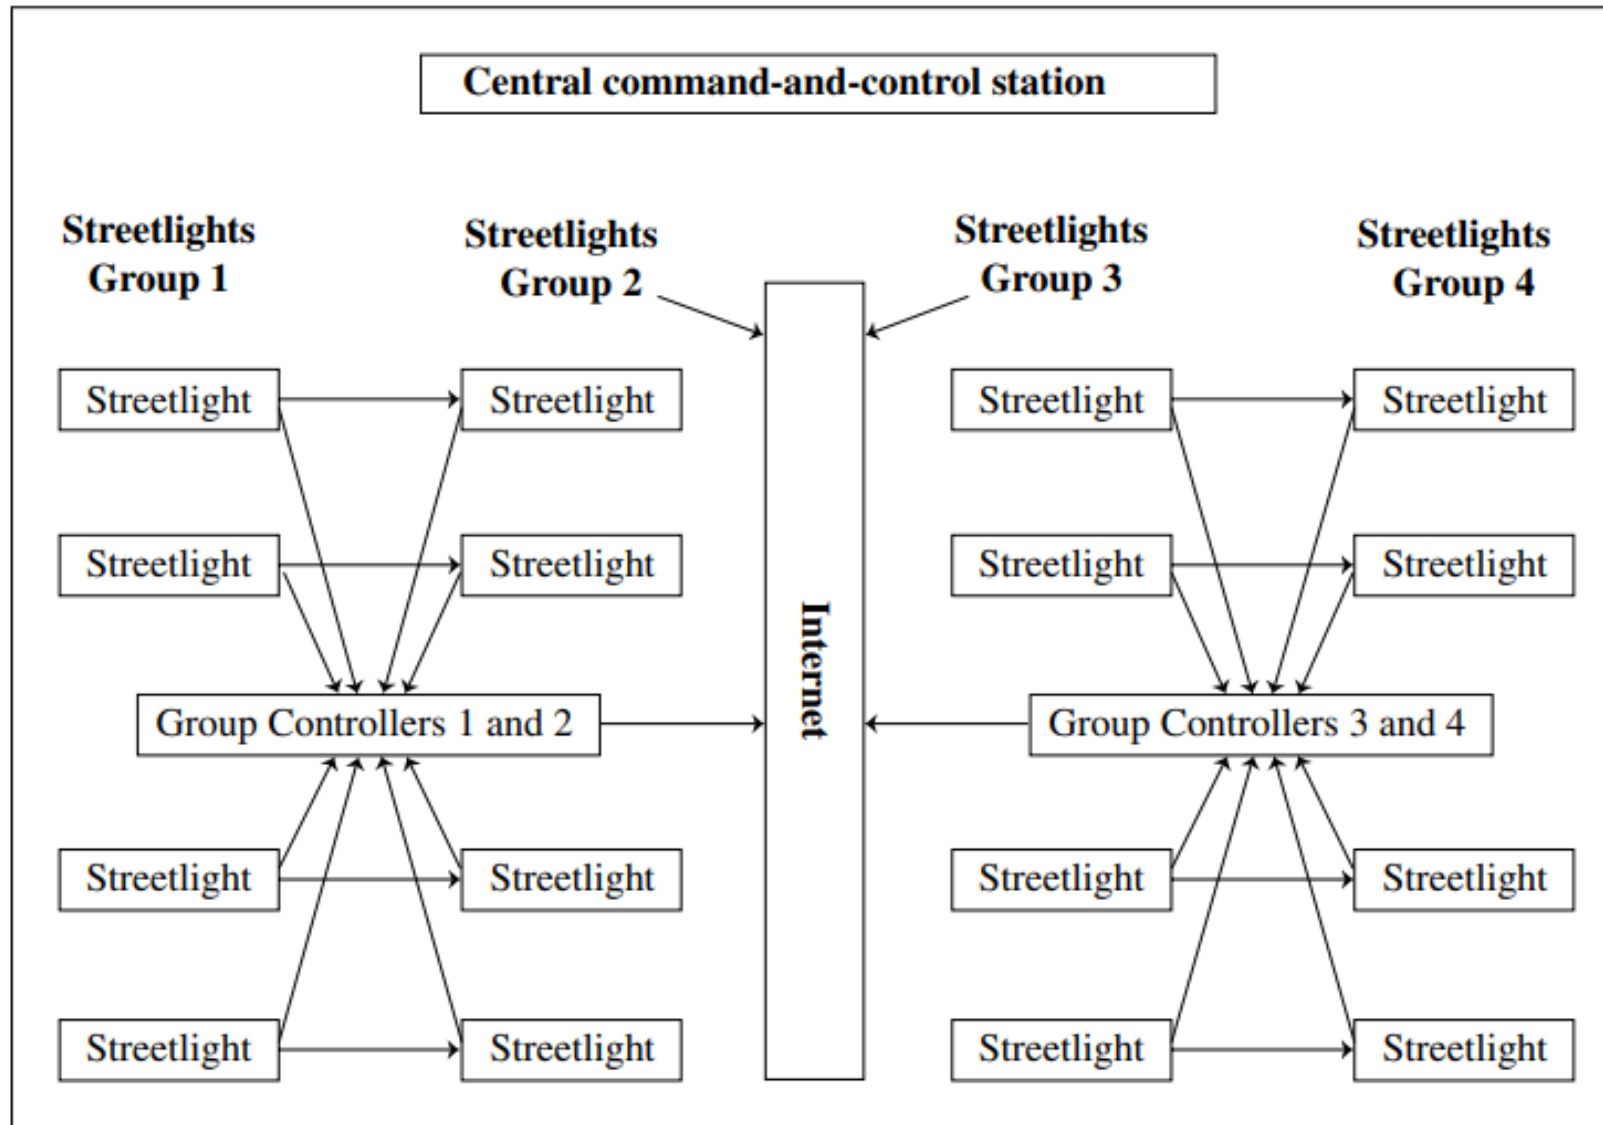 Central command-and-control station
Streetlights
Group 1
Streetlights
Group 2
Streetlights
Group 3
Streetlights
Group 4
Streetlight
Streetlight
Streetlight
Streetlight
Streetlight
Streetlight
Streetlight
Streetlight
Internet
Group Controllers 1 and 2
Group Controllers 3 and 4
Streetlight
Streetlight
Streetlight
Streetlight
Streetlight
Streetlight
Streetlight
Streetlight